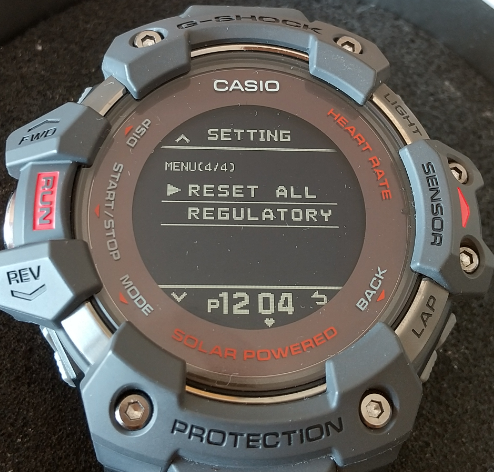 G-SHOCK
CASIO
LIGHT
FWD
DISP
HEART RATE
SETTING
MENU(4/4)
RESET ALL
REGULATORY
START/STOP
RUN
SENSOR
REV
MODE
P12 04
BACK
LAP
SOLAR POWERED
PROTECTION